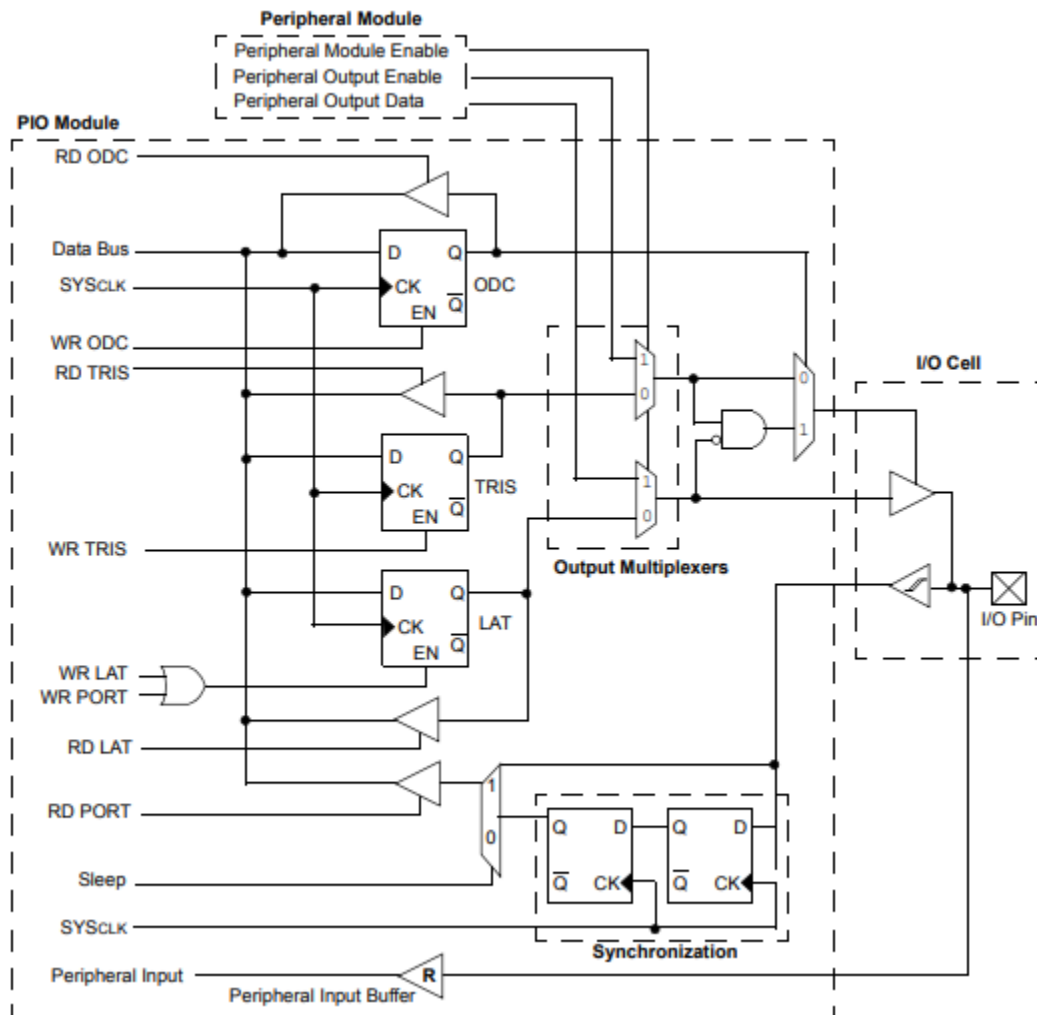 Peripheral Module
Peripheral Module Enable
Peripheral Output Enable
Peripheral Output Data
PIO Module
RD ODC
Data Bus
D Q
ODC
SYSCLK
CK
EN Q̅
WR ODC
RD TRIS
1
0
I/O Cell
0
1
D Q
TRIS
CK
EN Q̅
1
0
WR TRIS
Output Multiplexers
D Q
LAT
CK
EN Q̅
I/O Pin
WR LAT
WR PORT
RD LAT
RD PORT
1
0
Q D Q D
Q̅ CK Q̅ CK
Sleep
SYSCLK
Synchronization
Peripheral Input
R
Peripheral Input Buffer